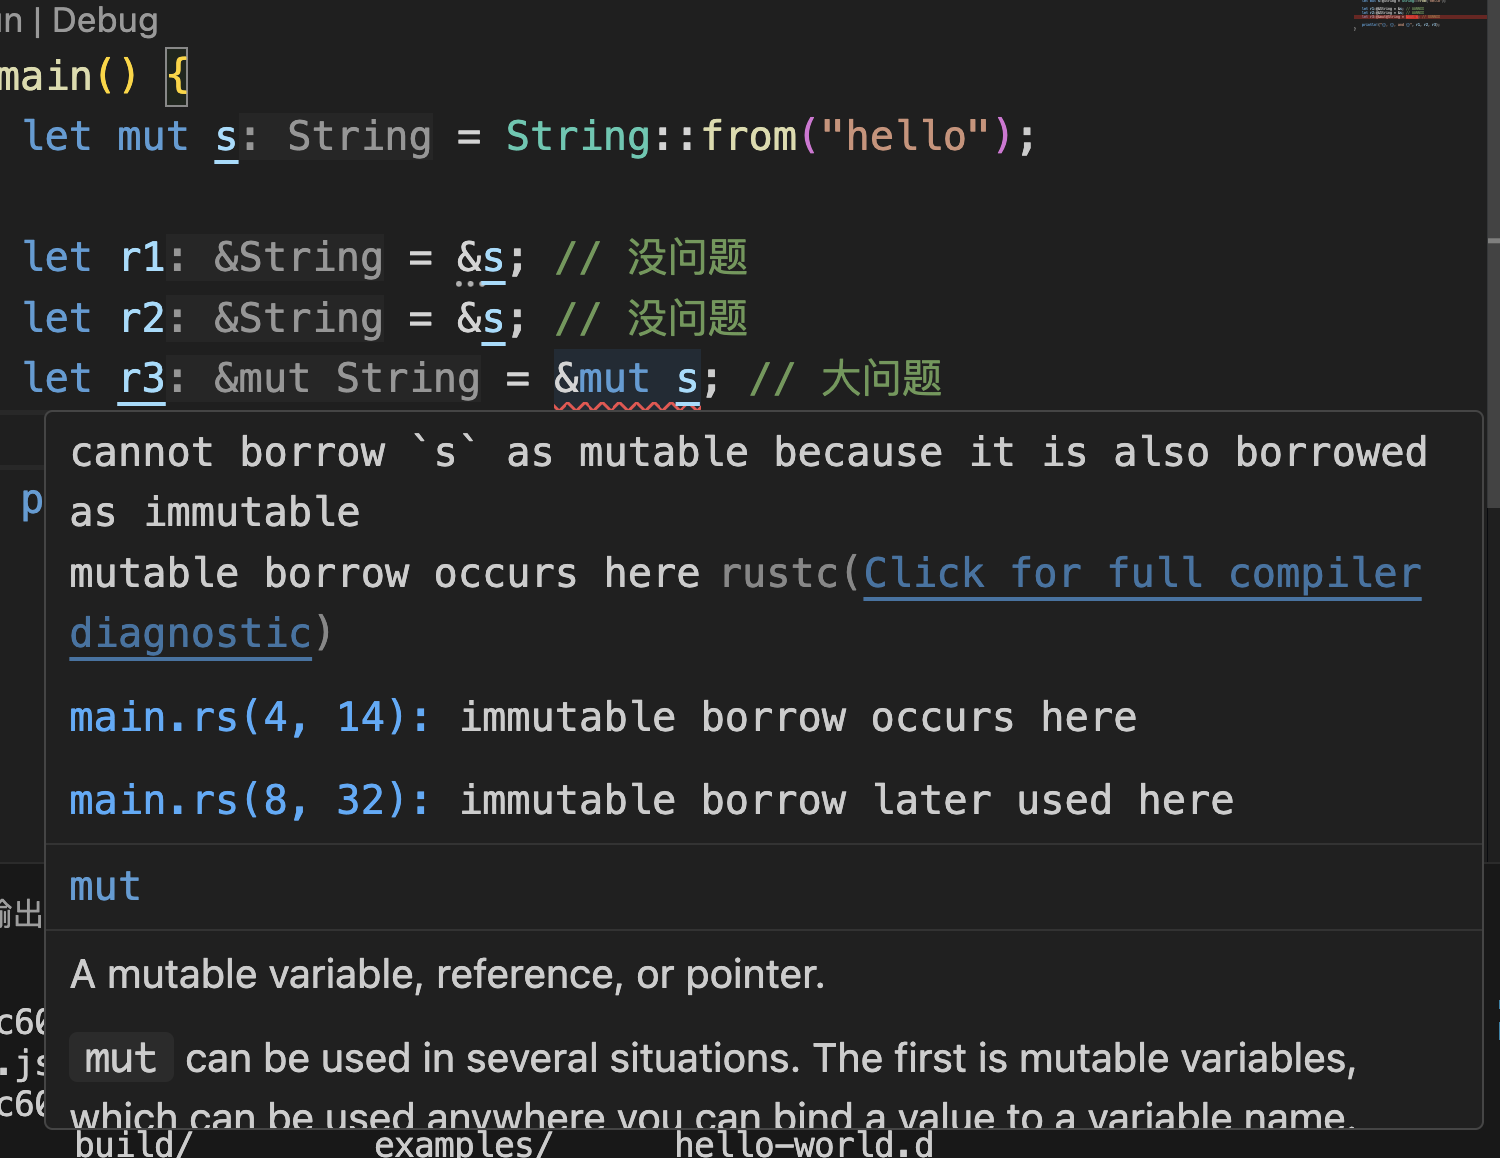 un | Debug
main() {
let mut s: String = String::from("hello");
let r1: &String = &s; // 没问题
let r2: &String = &s; // 没问题
let r3: &mut String = &mut s; // 大问题
cannot borrow `s` as mutable because it is also borrowed
as immutable
p
mutable borrow occurs here rustc(Click for full compiler
diagnostic)
main.rs(4, 14): immutable borrow occurs here
main.rs(8, 32): immutable borrow later used here
mut
输出
A mutable variable, reference, or pointer.
c60
mut can be used in several situations. The first is mutable variables,
.js
c60
which can be used anywhere you can bind a value to a variable name.
build/ examples/ hello-world.d